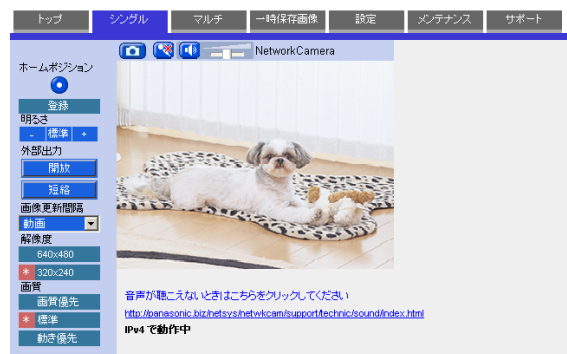 トップ
シングル
マルチ
一時保存画像
設定
メンテナンス
サポート
NetworkCamera
ホームポジション
登録
明るさ
- 標準 +
外部出力
開放
短絡
画像更新間隔
動画
解像度
640x480
* 320x240
画質
画質優先
* 標準
動き優先
音声が聴こえないときはこちらをクリックしてください
http://panasonic.biz/netsys/netwkcam/support/technic/sound/index.html
IPv4 で動作中